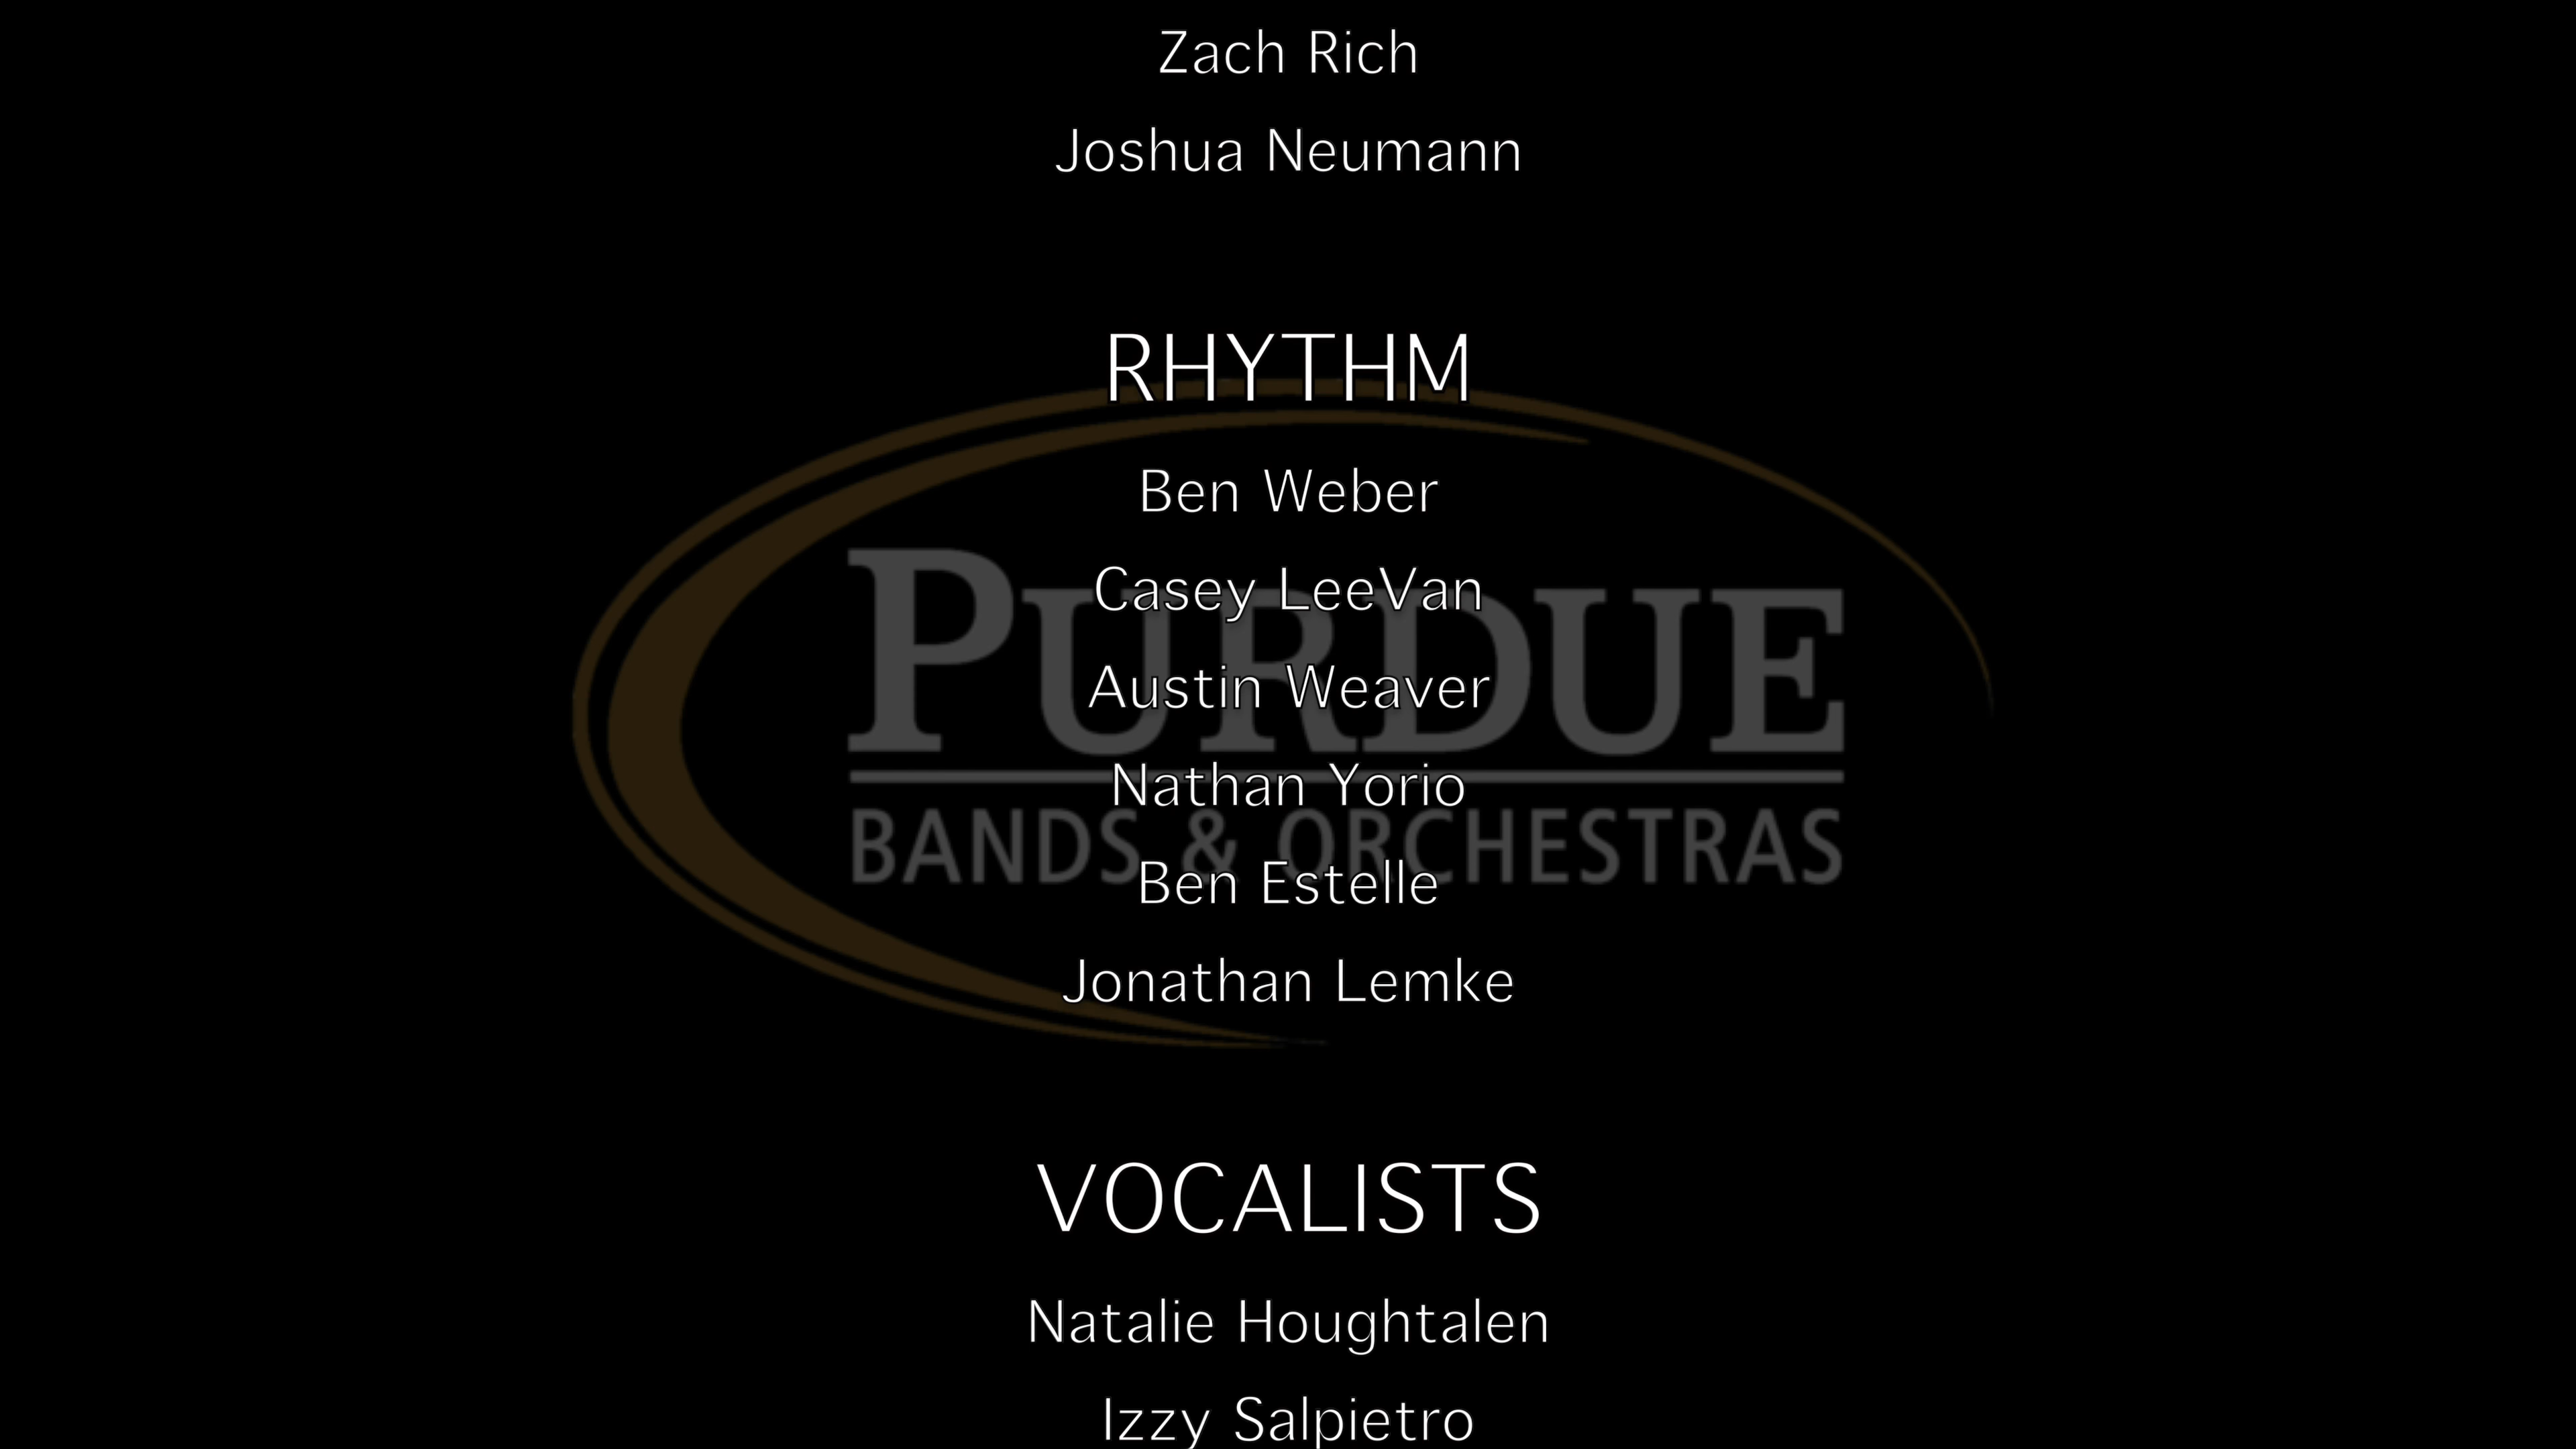 Zach Rich
Joshua Neumann
RHYTHM
Ben Weber
Casey LeeVan
Austin Weaver
Nathan Yorio
Ben Estelle
Jonathan Lemke
PURDUE
BANDS & ORCHESTRAS
VOCALISTS
Natalie Houghtalen
Izzy Salpietro